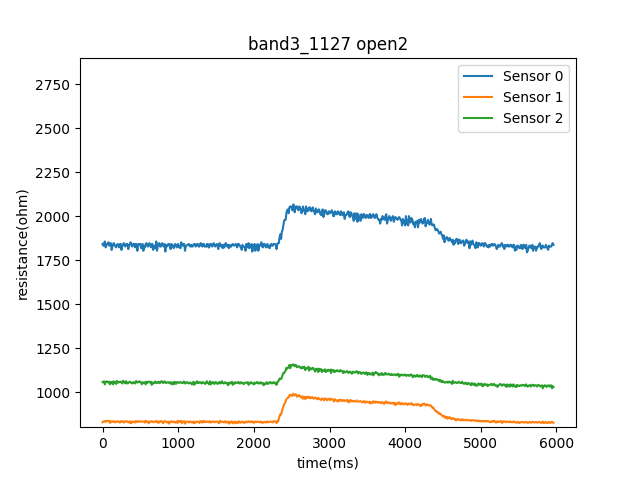 band3_1127 open2
Sensor 0
Sensor 1
Sensor 2
resistance(ohm)
2750
2500
2250
2000
1750
1500
1250
1000
0 1000 2000 3000 4000 5000 6000
time(ms)